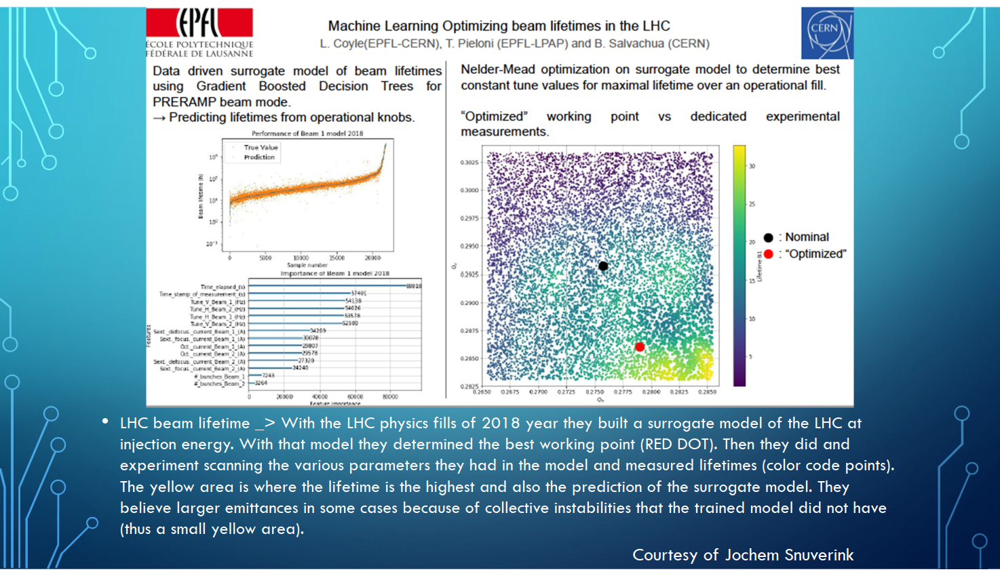 EPFL
ÉCOLE POLYTECHNIQUE
FÉDÉRALE DE LAUSANNE
Machine Learning Optimizing beam lifetimes in the LHC
L. Coyle(EPFL-CERN), T. Pieloni (EPFL-LPAP) and B. Salvachua (CERN)
CERN
Data driven surrogate model of beam lifetimes
using Gradient Boosted Decision Trees for
PRERAMP beam mode.
→ Predicting lifetimes from operational knobs.
Performance of Beam 1 model 2018
True Value
Prediction
Beam lifetime (h)
0 5000 10000 15000 20000
Sample number
Importance of Beam 1 model 2018
Features
Time_elapsed_(s) 88818
Time_stamp_of_measurement_(s) 57401
Tune_V_Beam_1_(Hz) 54138
Tune_H_Beam_2_(Hz) 54026
Tune_H_Beam_1_(Hz) 53578
Tune_V_Beam_2_(Hz) 52580
Sext._defocus._current_Beam_1_(A) 34269
Sext._focus._current_Beam_1_(A) 30078
Oct._current_Beam_1_(A) 29807
Oct._current_Beam_2_(A) 29578
Sext._defocus._current_Beam_2_(A) 27320
Sext._focus._current_Beam_2_(A) 24240
#_bunches_Beam_1 7243
#_bunches_Beam_2 3264
0 20000 40000 60000 80000
Feature importance
Nelder-Mead optimization on surrogate model to determine best
constant tune values for maximal lifetime over an operational fill.
“Optimized” working point vs dedicated experimental
measurements.
0.3025
0.3000
0.2975
0.2950
0.2925
0.2900
0.2875
0.2850
0.2825
0.2650 0.2675 0.2700 0.2725 0.2750 0.2775 0.2800 0.2825 0.2850
30
25
20
15
10
5
Lifetime B1
: Nominal
: “Optimized”
• LHC beam lifetime _> With the LHC physics fills of 2018 year they built a surrogate model of the LHC at
injection energy. With that model they determined the best working point (RED DOT). Then they did and
experiment scanning the various parameters they had in the model and measured lifetimes (color code points).
The yellow area is where the lifetime is the highest and also the prediction of the surrogate model. They
believe larger emittances in some cases because of collective instabilities that the trained model did not have
(thus a small yellow area).
Courtesy of Jochem Snuverink